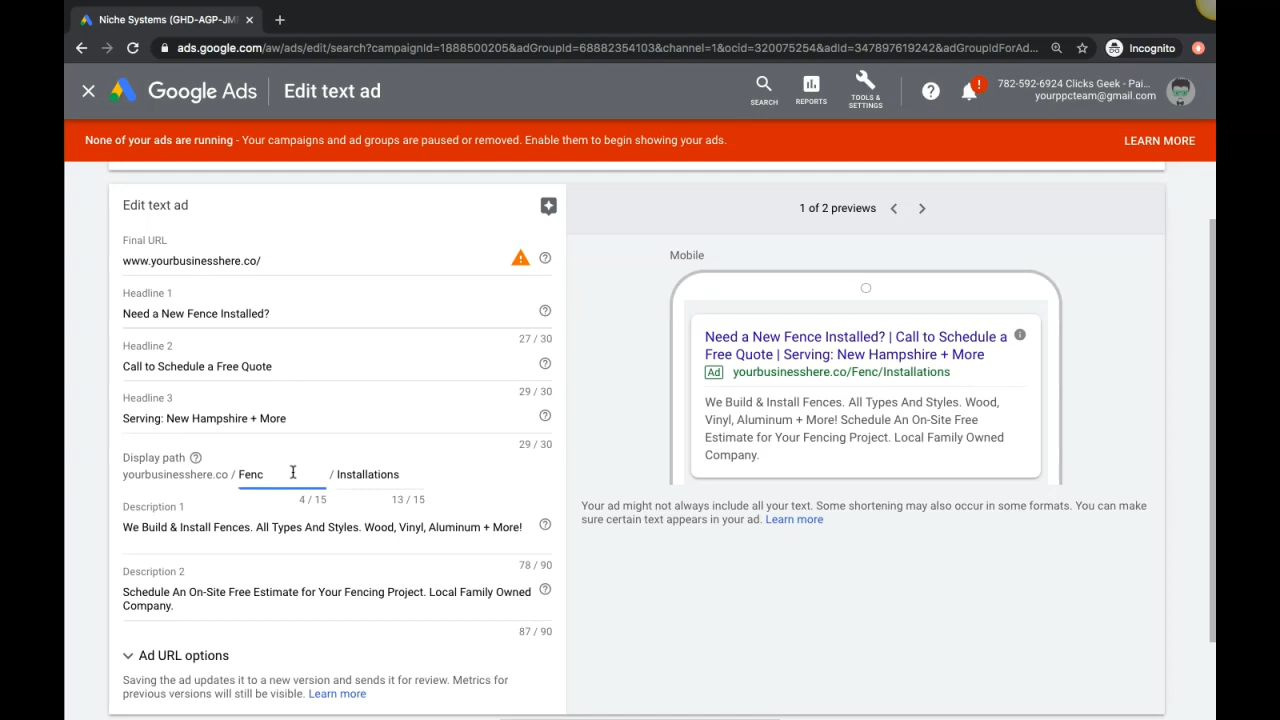 Niche Systems (GHD-AGP-JM
ads.google.com/aw/ads/edit/search?campaignId=1888500205&adGroupId=68882354103&channel=1&ocid=320075254&adId=347897619242&adGroupIdForAd...
Incognito
Google Ads
Edit text ad
SEARCH
REPORTS
TOOLS &
SETTINGS
782-592-6924 Clicks Geek - Pai...
yourppcteam@gmail.com
None of your ads are running - Your campaigns and ad groups are paused or removed. Enable them to begin showing your ads.
LEARN MORE
Edit text ad
Final URL
www.yourbusinesshere.co/
Headline 1
Need a New Fence Installed?
27 / 30
Headline 2
Call to Schedule a Free Quote
29 / 30
Headline 3
Serving: New Hampshire + More
29 / 30
Display path
yourbusinesshere.co / Fenc / Installations
4 / 15 13 / 15
Description 1
We Build & Install Fences. All Types And Styles. Wood, Vinyl, Aluminum + More!
78 / 90
Description 2
Schedule An On-Site Free Estimate for Your Fencing Project. Local Family Owned
Company.
87 / 90
Ad URL options
Saving the ad updates it to a new version and sends it for review. Metrics for
previous versions will still be visible. Learn more
1 of 2 previews
Mobile
Need a New Fence Installed? | Call to Schedule a
Free Quote | Serving: New Hampshire + More
Ad yourbusinesshere.co/Fenc/Installations
We Build & Install Fences. All Types And Styles. Wood,
Vinyl, Aluminum + More! Schedule An On-Site Free
Estimate for Your Fencing Project. Local Family Owned
Company.
Your ad might not always include all your text. Some shortening may also occur in some formats. You can make
sure certain text appears in your ad. Learn more